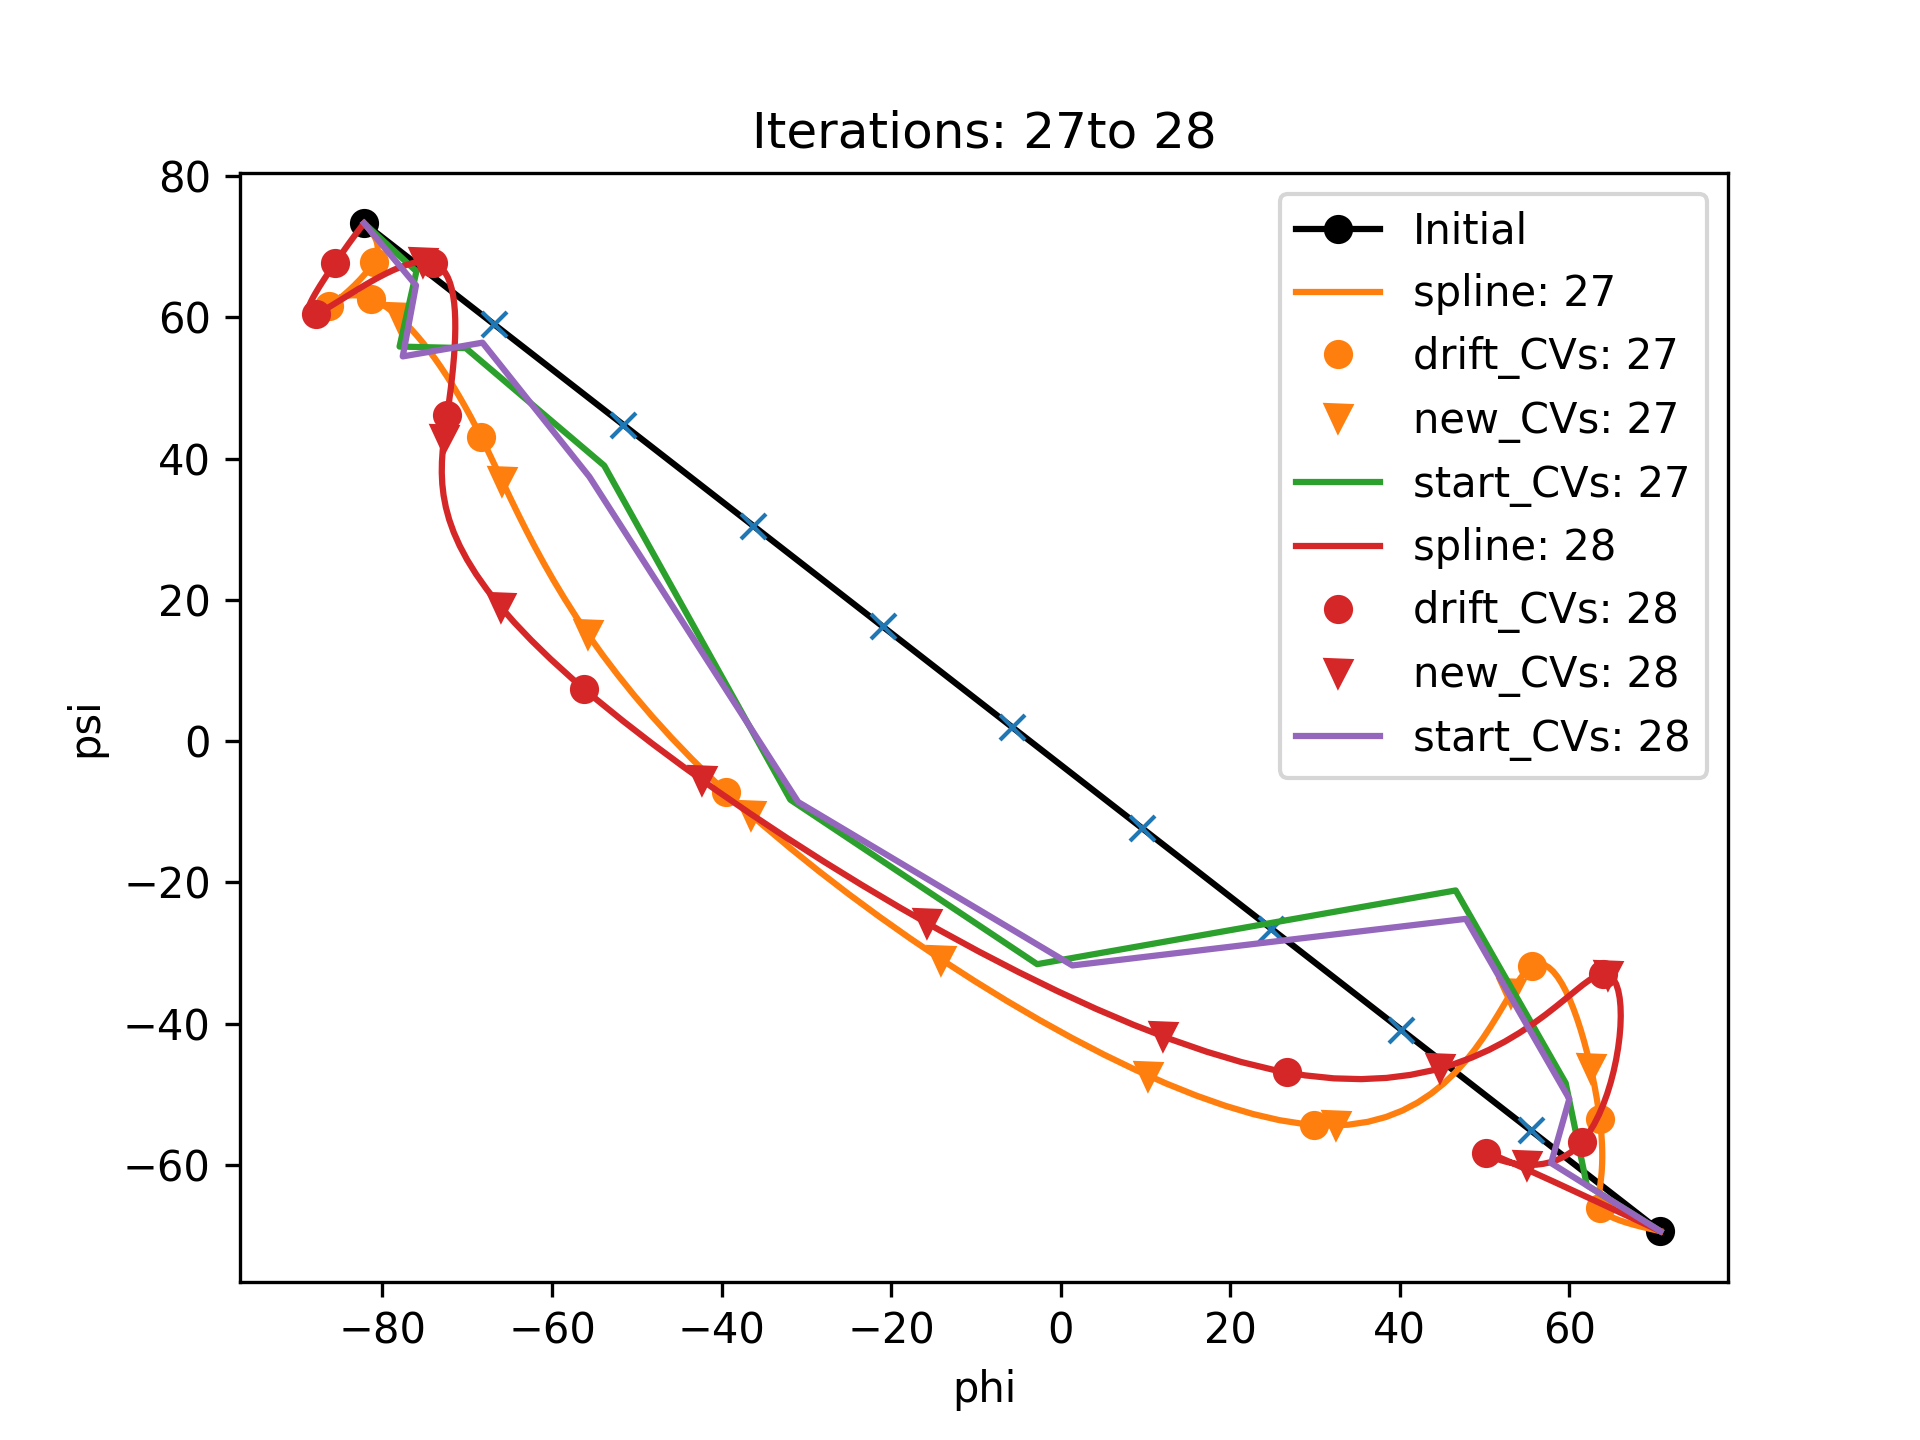 Iterations: 27to 28
80
60
40
20
0
−20
−40
−60
psi
−80
−60
−40
−20
0
20
40
60
phi
Initial
spline: 27
drift_CVs: 27
new_CVs: 27
start_CVs: 27
spline: 28
drift_CVs: 28
new_CVs: 28
start_CVs: 28